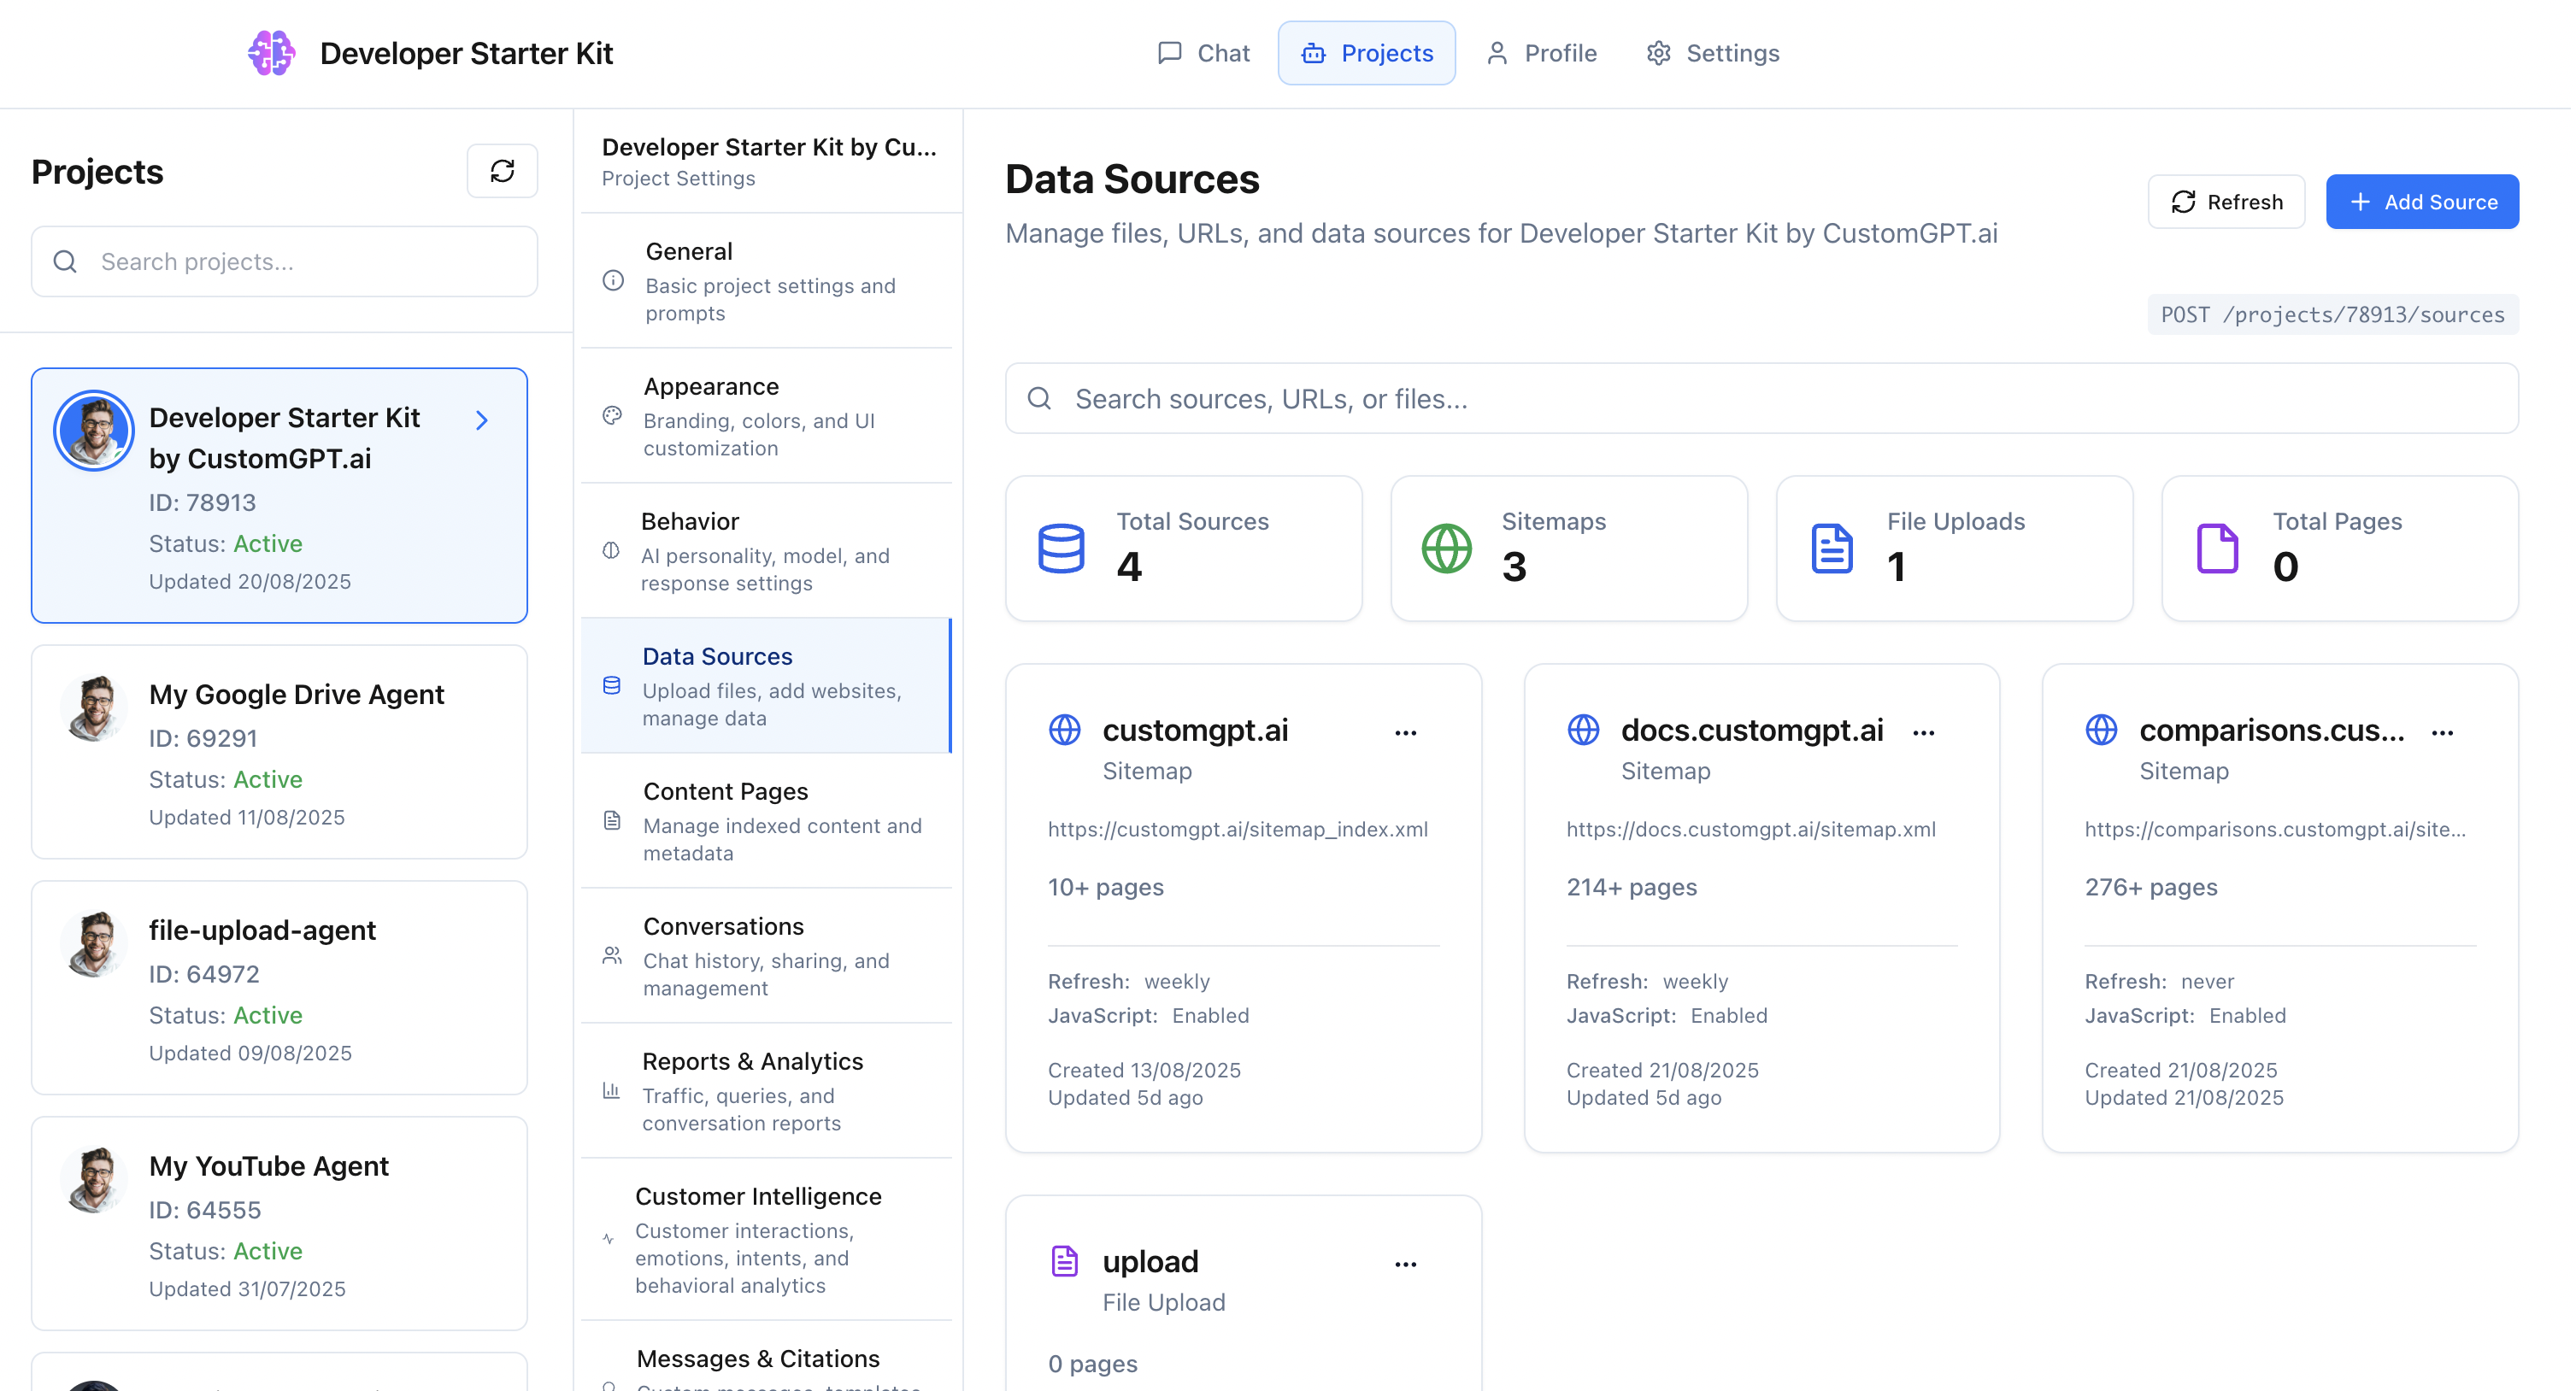 Developer Starter Kit
Chat
Projects
Profile
Settings
Projects
Search projects...
Developer Starter Kit
by CustomGPT.ai
ID: 78913
Status: Active
Updated 20/08/2025
My Google Drive Agent
ID: 69291
Status: Active
Updated 11/08/2025
file-upload-agent
ID: 64972
Status: Active
Updated 09/08/2025
My YouTube Agent
ID: 64555
Status: Active
Updated 31/07/2025
Developer Starter Kit by Cu...
Project Settings
General
Basic project settings and
prompts
Appearance
Branding, colors, and UI
customization
Behavior
AI personality, model, and
response settings
Data Sources
Upload files, add websites,
manage data
Content Pages
Manage indexed content and
metadata
Conversations
Chat history, sharing, and
management
Reports & Analytics
Traffic, queries, and
conversation reports
Customer Intelligence
Customer interactions,
emotions, intents, and
behavioral analytics
Messages & Citations
Custom messages, templates
Data Sources
Manage files, URLs, and data sources for Developer Starter Kit by CustomGPT.ai
Refresh
Add Source
POST /projects/78913/sources
Search sources, URLs, or files...
Total Sources
4
Sitemaps
3
File Uploads
1
Total Pages
0
customgpt.ai
...
Sitemap
https://customgpt.ai/sitemap_index.xml
10+ pages
Refresh: weekly
JavaScript: Enabled
Created 13/08/2025
Updated 5d ago
docs.customgpt.ai
...
Sitemap
https://docs.customgpt.ai/sitemap.xml
214+ pages
Refresh: weekly
JavaScript: Enabled
Created 21/08/2025
Updated 5d ago
comparisons.cus...
...
Sitemap
https://comparisons.customgpt.ai/site...
276+ pages
Refresh: never
JavaScript: Enabled
Created 21/08/2025
Updated 21/08/2025
upload
...
File Upload
0 pages